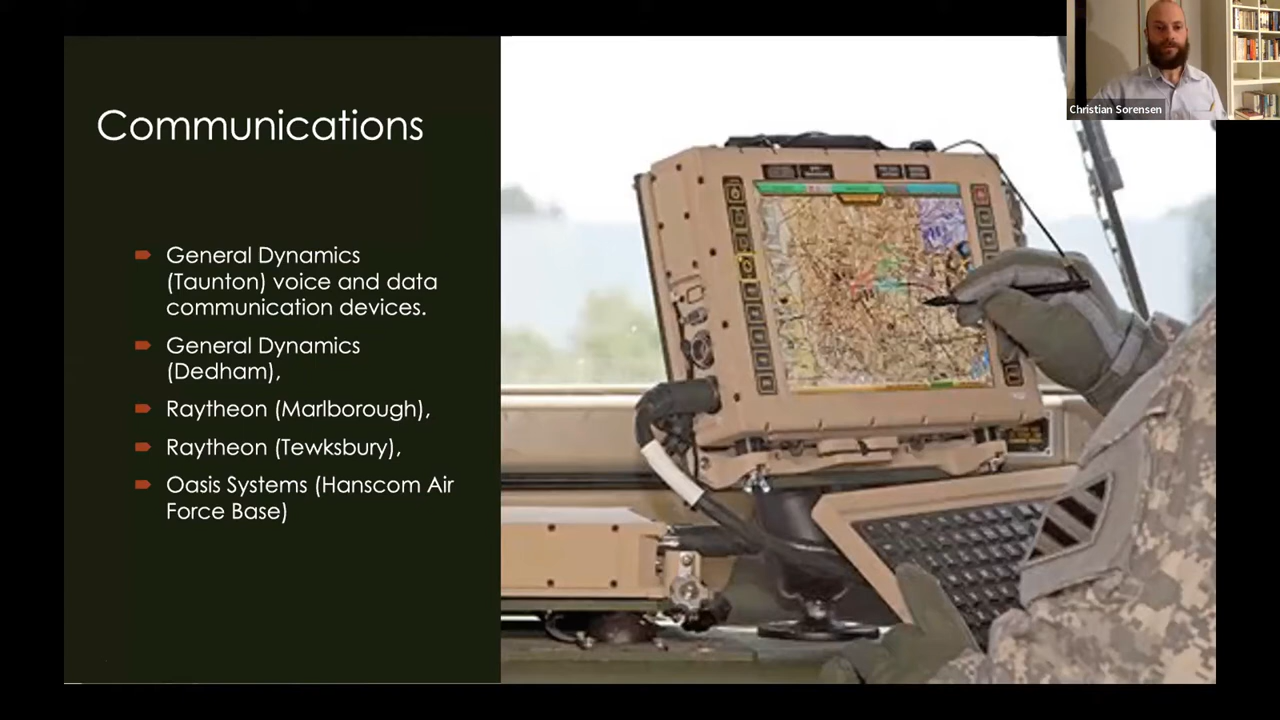 Communications
General Dynamics
(Taunton) voice and data
communication devices.
General Dynamics
(Dedham),
Raytheon (Marlborough),
Raytheon (Tewksbury),
Oasis Systems (Hanscom Air
Force Base)
Christian Sorensen